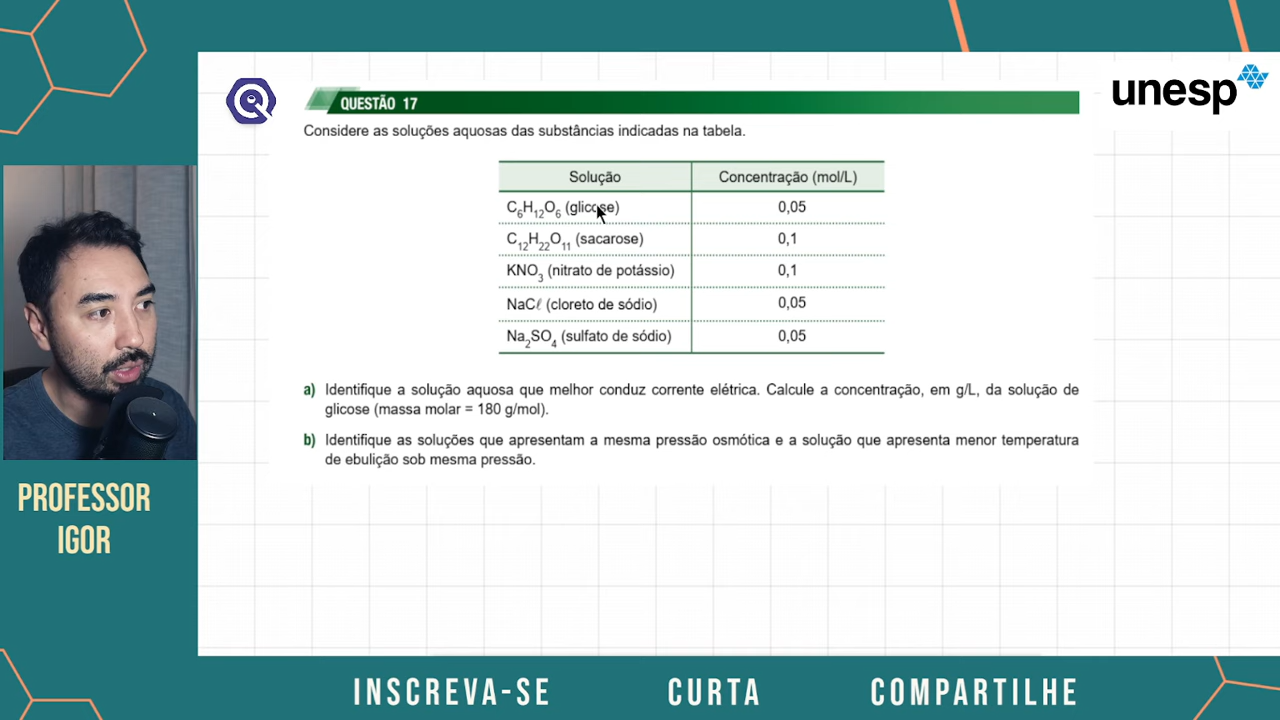 QUESTÃO 17
unesp
Considere as soluções aquosas das substâncias indicadas na tabela.
Solução Concentração (mol/L)
C6H12O6 (glicose) 0,05
C12H22O11 (sacarose) 0,1
KNO3 (nitrato de potássio) 0,1
NaCℓ (cloreto de sódio) 0,05
Na2SO4 (sulfato de sódio) 0,05
a) Identifique a solução aquosa que melhor conduz corrente elétrica. Calcule a concentração, em g/L, da solução de
glicose (massa molar = 180 g/mol).
b) Identifique as soluções que apresentam a mesma pressão osmótica e a solução que apresenta menor temperatura
de ebulição sob mesma pressão.
PROFESSOR
IGOR
INSCREVA-SE CURTA COMPARTILHE